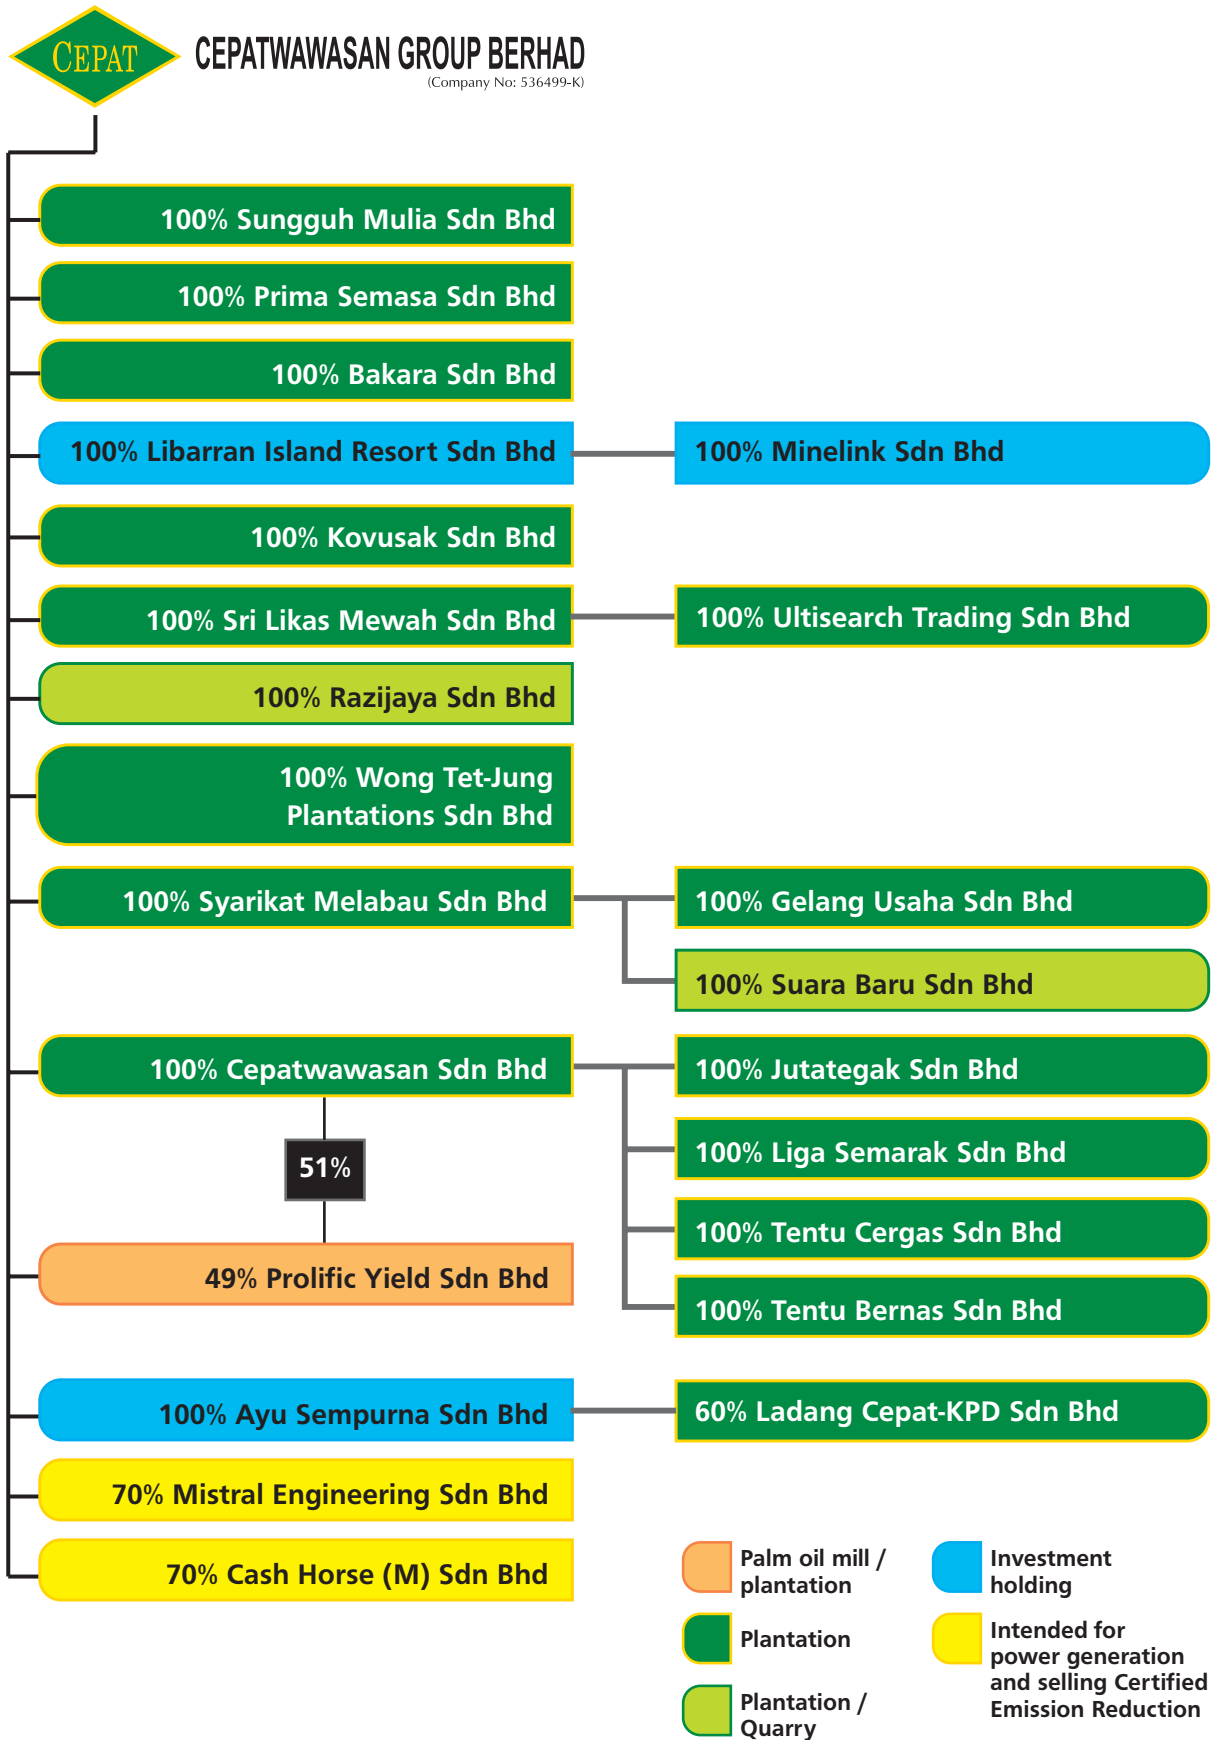 CEPAT
CEPATWAWASAN GROUP BERHAD
(Company No: 536499-K)
100% Sungguh Mulia Sdn Bhd
100% Prima Semasa Sdn Bhd
100% Bakara Sdn Bhd
100% Libarran Island Resort Sdn Bhd
100% Minelink Sdn Bhd
100% Kovusak Sdn Bhd
100% Sri Likas Mewah Sdn Bhd
100% Ultisearch Trading Sdn Bhd
100% Razijaya Sdn Bhd
100% Wong Tet-Jung
Plantations Sdn Bhd
100% Syarikat Melabau Sdn Bhd
100% Gelang Usaha Sdn Bhd
100% Suara Baru Sdn Bhd
100% Cepatwawasan Sdn Bhd
100% Jutategak Sdn Bhd
100% Liga Semarak Sdn Bhd
51%
100% Tentu Cergas Sdn Bhd
49% Prolific Yield Sdn Bhd
100% Tentu Bernas Sdn Bhd
100% Ayu Sempurna Sdn Bhd
60% Ladang Cepat-KPD Sdn Bhd
70% Mistral Engineering Sdn Bhd
70% Cash Horse (M) Sdn Bhd
Palm oil mill /
plantation
Plantation
Plantation /
Quarry
Investment
holding
Intended for
power generation
and selling Certified
Emission Reduction